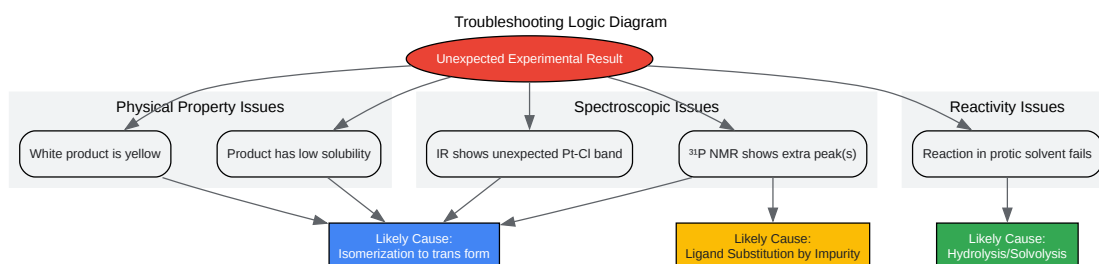 Troubleshooting Logic Diagram
Unexpected Experimental Result
Physical Property Issues
Spectroscopic Issues
Reactivity Issues
White product is yellow
Product has low solubility
IR shows unexpected Pt-Cl band
³¹P NMR shows extra peak(s)
Reaction in protic solvent fails
Likely Cause:
Isomerization to trans form
Likely Cause:
Ligand Substitution by Impurity
Likely Cause:
Hydrolysis/Solvolysis